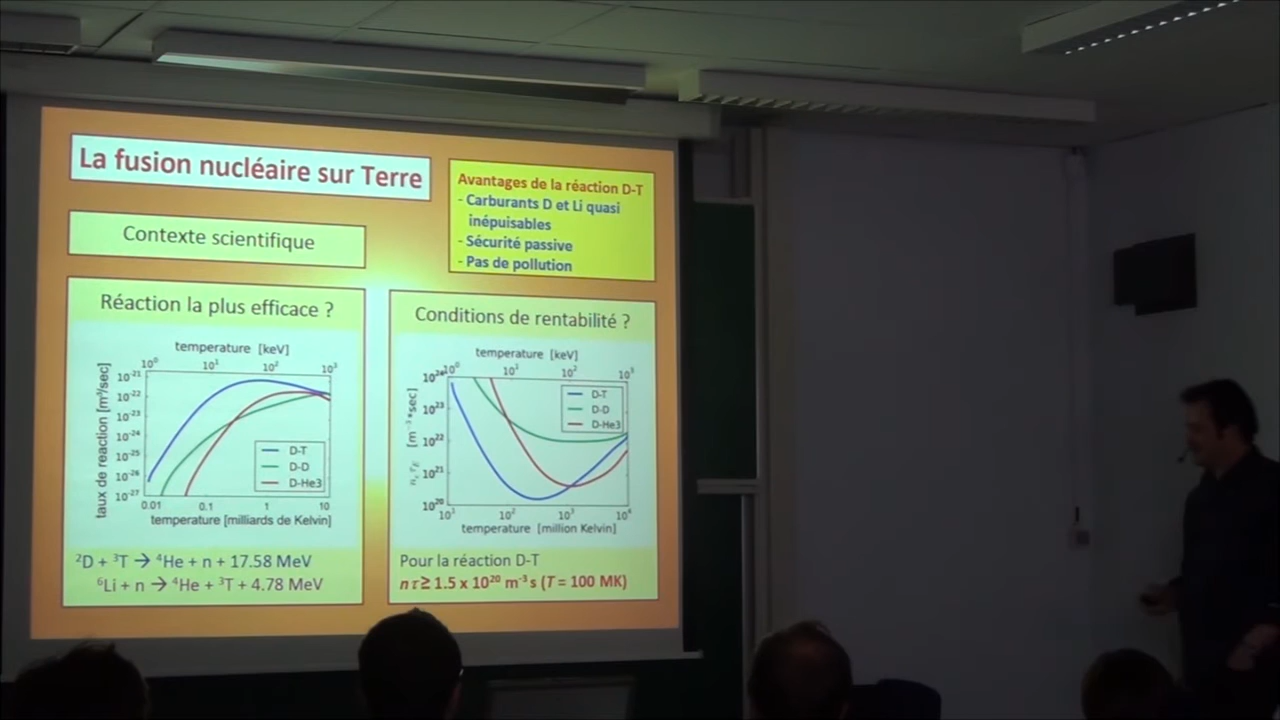 La fusion nucléaire sur Terre
Avantages de la réaction D-T
- Carburants D et Li quasi
inépuisables
- Sécurité passive
- Pas de pollution
Contexte scientifique
Réaction la plus efficace ?
temperature [keV]
10⁰ 10¹ 10² 10³
taux de reaction [m³/sec]
10⁻²¹
10⁻²²
10⁻²³
10⁻²⁴
10⁻²⁵
10⁻²⁶
10⁻²⁷
D-T
D-D
D-He3
0.01 0.1 1 10
temperature [milliards de Kelvin]
²D + ³T → ⁴He + n + 17.58 MeV
⁶Li + n → ⁴He + ³T + 4.78 MeV
Conditions de rentabilité ?
temperature [keV]
10⁰ 10¹ 10² 10³
[m⁻³*sec]
10²⁴
10²³
10²²
10²¹
10²⁰
D-T
D-D
D-He3
10¹ 10² 10³ 10⁴
temperature [million Kelvin]
Pour la réaction D-T
n τ ≥ 1.5 x 10²⁰ m⁻³ s (T = 100 MK)